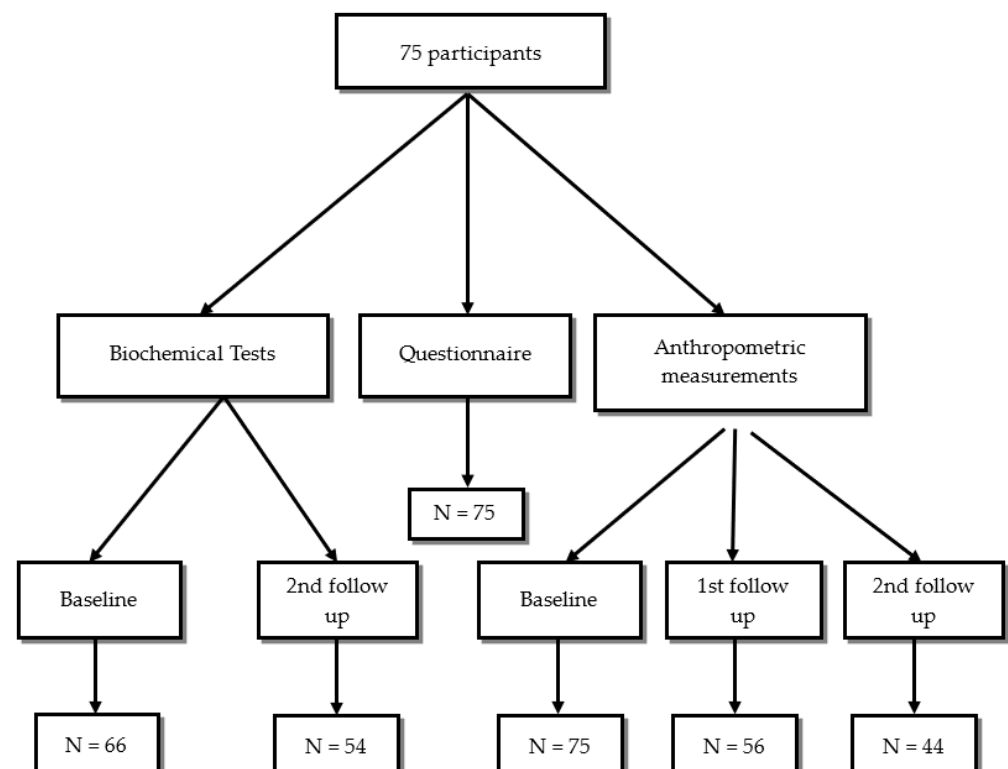 75 participants
Biochemical Tests
Questionnaire
Anthropometric
measurements
N = 75
Baseline
2nd follow
up
Baseline
1st follow
up
2nd follow
up
N = 66
N = 54
N = 75
N = 56
N = 44